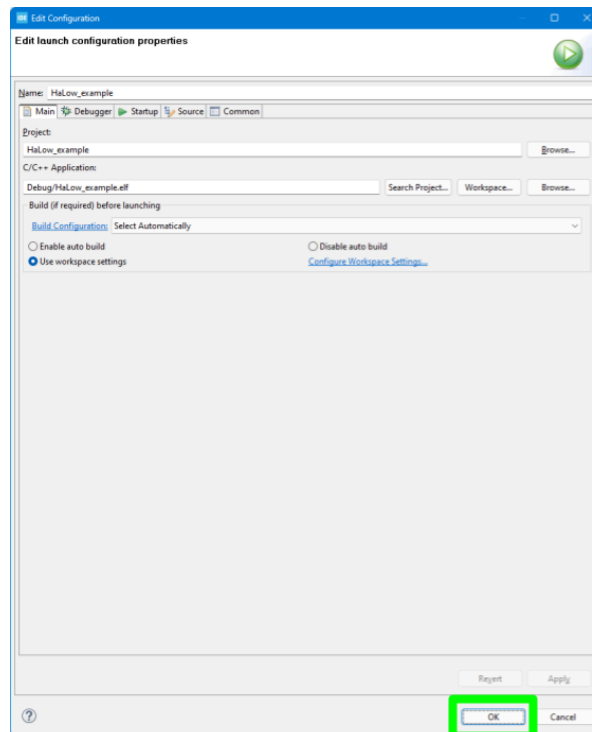 IDE Edit Configuration
Edit launch configuration properties
Name: HaLow_example
Main Debugger Startup Source Common
Project:
HaLow_example Browse...
C/C++ Application:
Debug/HaLow_example.elf Search Project... Workspace... Browse...
Build (if required) before launching
Build Configuration: Select Automatically
Enable auto build Disable auto build
Use workspace settings Configure Workspace Settings...
Revert Apply
? OK Cancel